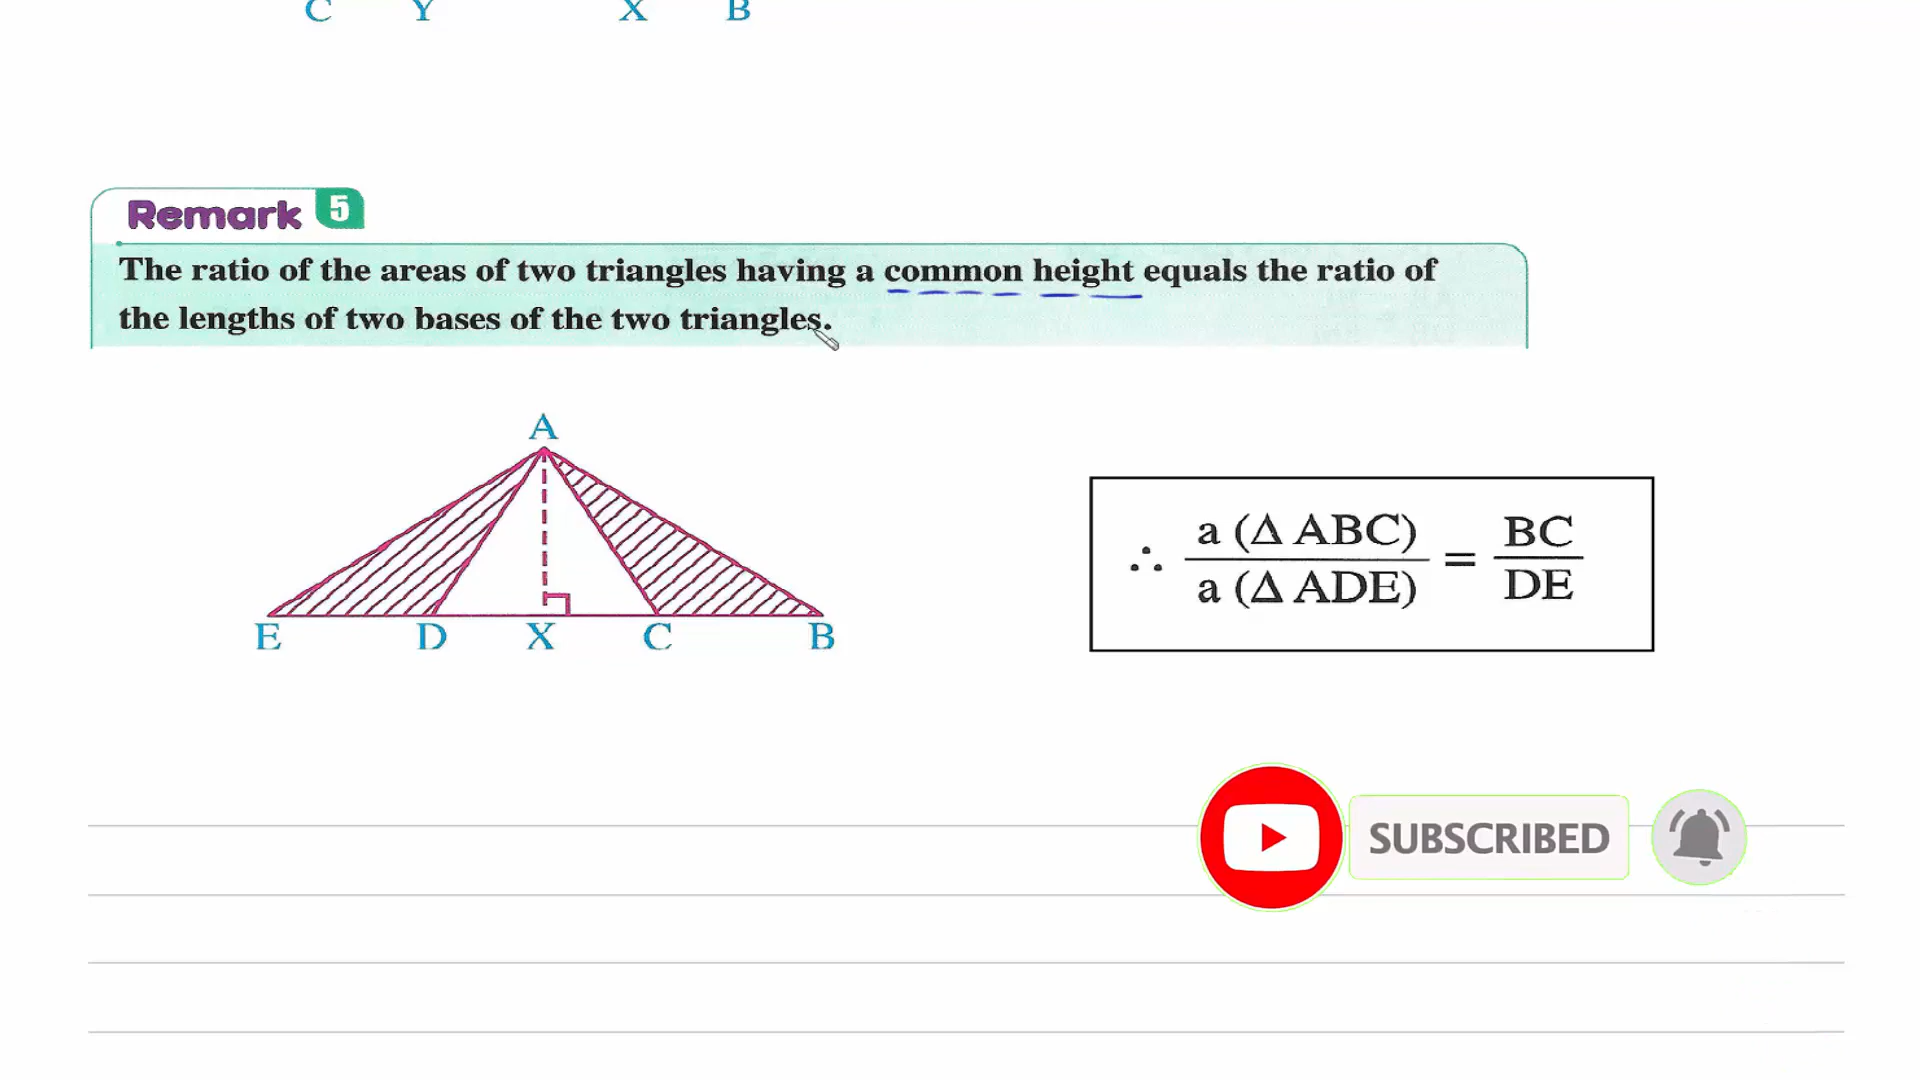 C Y X B
Remark 5
The ratio of the areas of two triangles having a common height equals the ratio of
the lengths of two bases of the two triangles.
A
E D X C B
∴ a (Δ ABC) / a (Δ ADE) = BC / DE
SUBSCRIBED